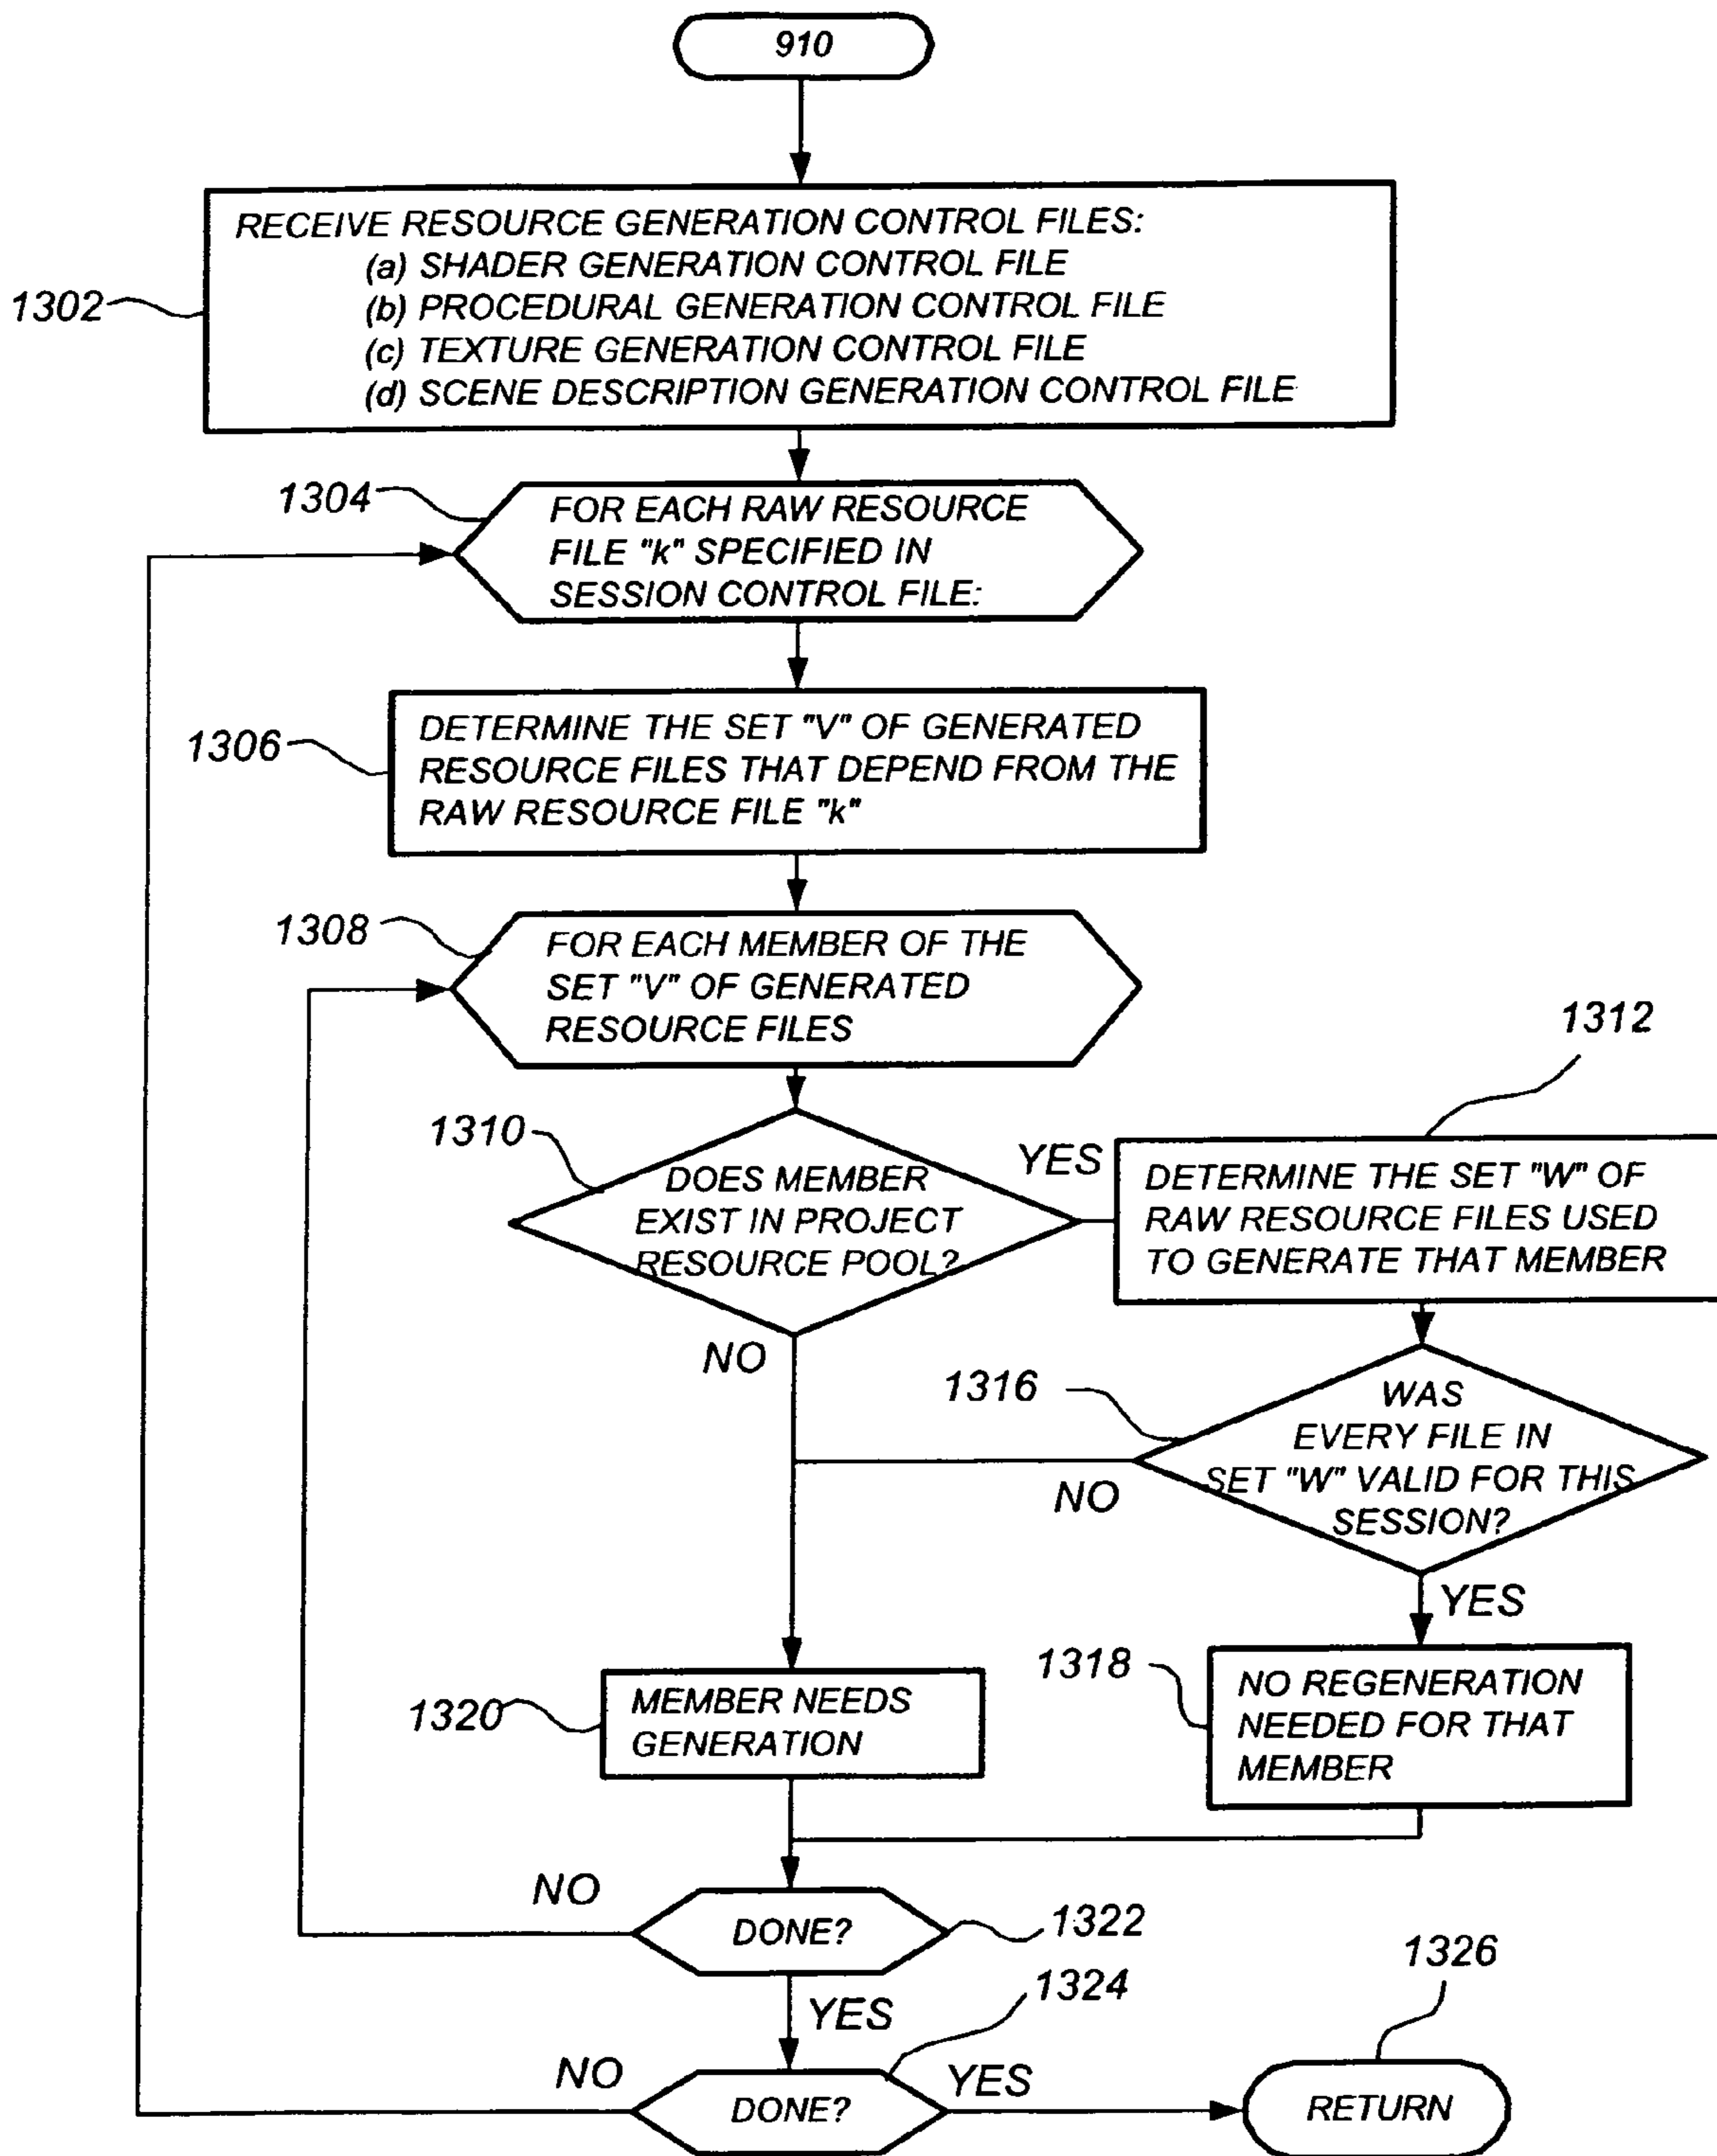 910
RECEIVE RESOURCE GENERATION CONTROL FILES:
(a) SHADER GENERATION CONTROL FILE
(b) PROCEDURAL GENERATION CONTROL FILE
(c) TEXTURE GENERATION CONTROL FILE
(d) SCENE DESCRIPTION GENERATION CONTROL FILE
1302
1304
FOR EACH RAW RESOURCE
FILE "k" SPECIFIED IN
SESSION CONTROL FILE:
1306
DETERMINE THE SET "V" OF GENERATED
RESOURCE FILES THAT DEPEND FROM THE
RAW RESOURCE FILE "k"
1308
FOR EACH MEMBER OF THE
SET "V" OF GENERATED
RESOURCE FILES
1310
DOES MEMBER
EXIST IN PROJECT
RESOURCE POOL?
YES
NO
1312
DETERMINE THE SET "W" OF
RAW RESOURCE FILES USED
TO GENERATE THAT MEMBER
1316
WAS
EVERY FILE IN
SET "W" VALID FOR THIS
SESSION?
NO
YES
1318
NO REGENERATION
NEEDED FOR THAT
MEMBER
1320
MEMBER NEEDS
GENERATION
NO
DONE?
1322
YES
1324
NO
DONE?
YES
1326
RETURN